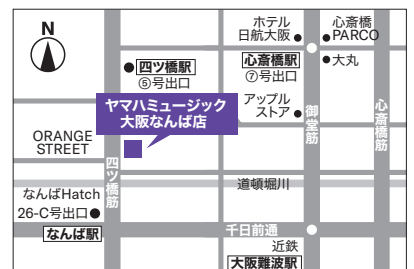 N
ホテル
日航大阪
心斎橋
PARCO
四ツ橋駅
⑤号出口
心斎橋駅
⑦号出口
大丸
ヤマハミュージック
大阪なんば店
アップル
ストア
御堂筋
心斎橋筋
ORANGE
STREET
四ツ橋筋
道頓堀川
なんばHatch
26-C号出口
なんば駅
千日前通
近鉄
大阪難波駅